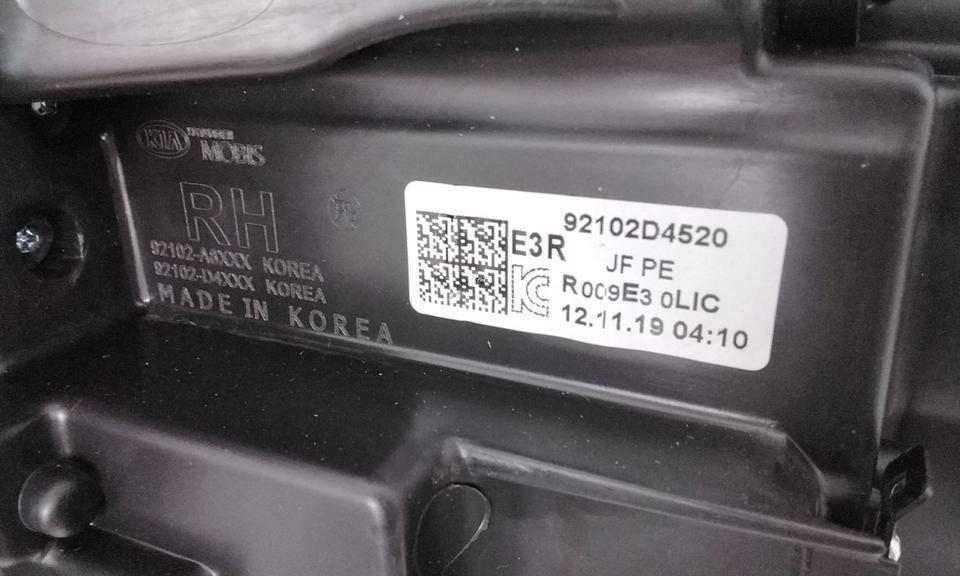 KIA
MOBIS
RH
92102-A8XXX KOREA
92102-D4XXX KOREA
MADE IN KOREA
92102D4520
E3R
JF PE
R009E3 0LIC
12.11.19 04:10